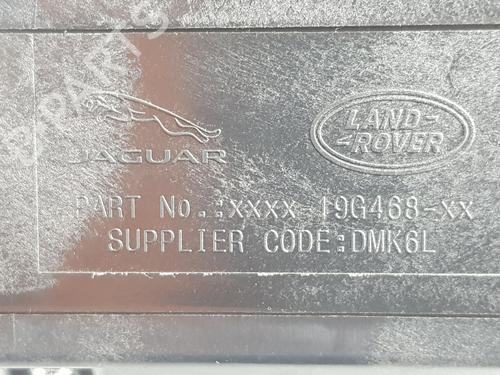 JAGUAR
LAND-
-ROVER
PART No.:xxxx-19G468-xx
SUPPLIER CODE:DMK6L